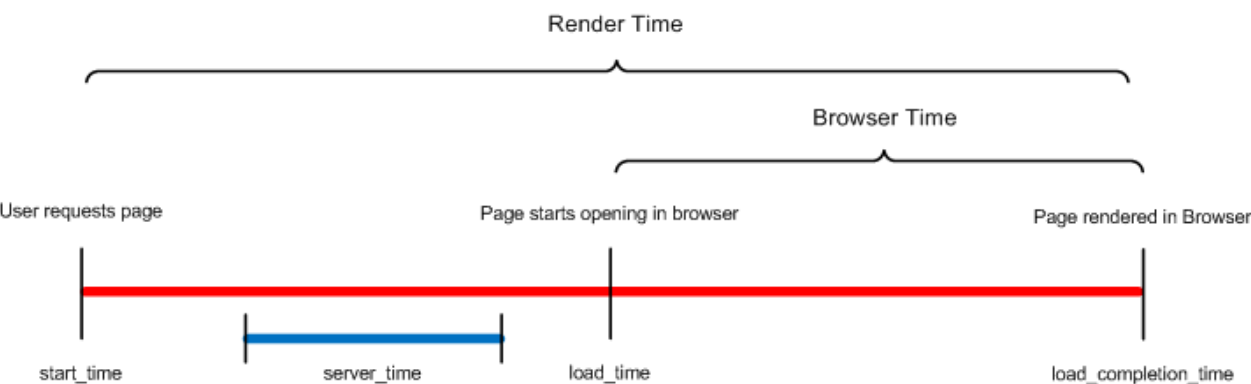 Render Time
Browser Time
User requests page
Page starts opening in browser
Page rendered in Browser
start_time
server_time
load_time
load_completion_time